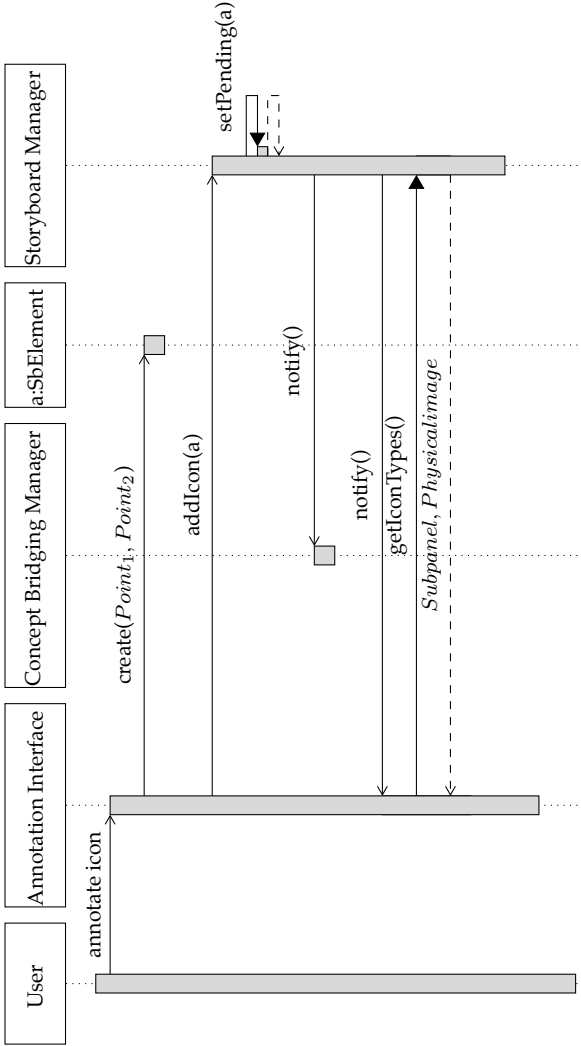 User
Annotation Interface
Concept Bridging Manager
a:SbElement
Storyboard Manager
annotate icon
create(Point₁, Point₂)
addIcon(a)
setPending(a)
notify()
notify()
getIconTypes()
Subpanel, Physicalimage